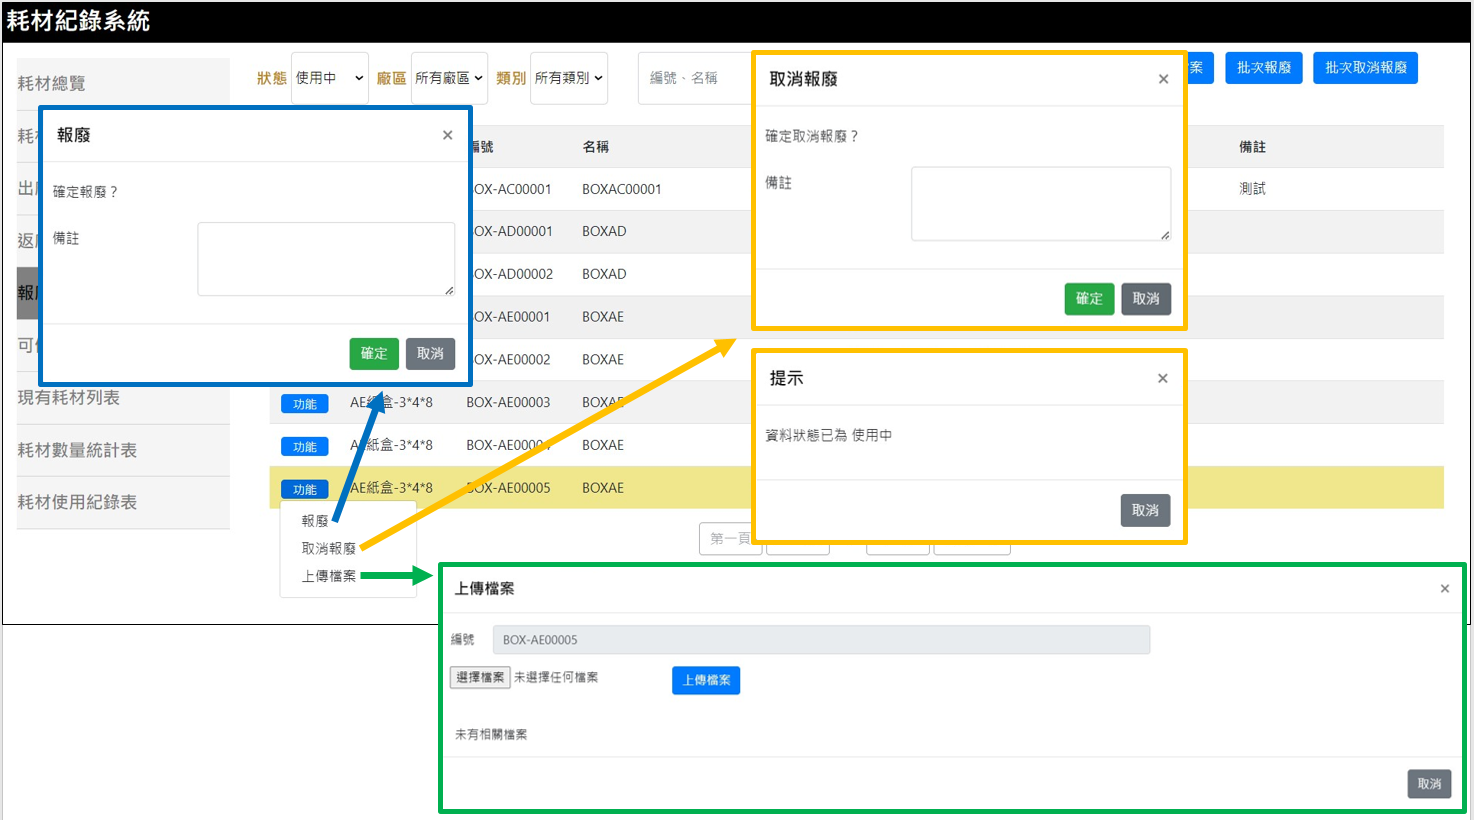 耗材紀錄系統
耗材總覽
狀態 使用中 廠區 所有廠區 類別 所有類別 編號、名稱
案 批次報廢 批次取消報廢
耗
出
返
報
可
現有耗材列表
耗材數量統計表
耗材使用紀錄表
報廢 ×
確定報廢？
備註
確定 取消
編號 名稱 備註
OX-AC00001 BOXAC00001 測試
OX-AD00001 BOXAD
OX-AD00002 BOXAD
OX-AE00001 BOXAE
OX-AE00002 BOXAE
功能 AE紙盒-3*4*8 BOX-AE00003 BOXAE
功能 AE紙盒-3*4*8 BOX-AE00004 BOXAE
功能 AE紙盒-3*4*8 BOX-AE00005 BOXAE
報廢
取消報廢
上傳檔案
第一頁
取消報廢 ×
確定取消報廢？
備註
確定 取消
提示 ×
資料狀態已為 使用中
取消
上傳檔案 ×
編號 BOX-AE00005
選擇檔案 未選擇任何檔案 上傳檔案
未有相關檔案
取消